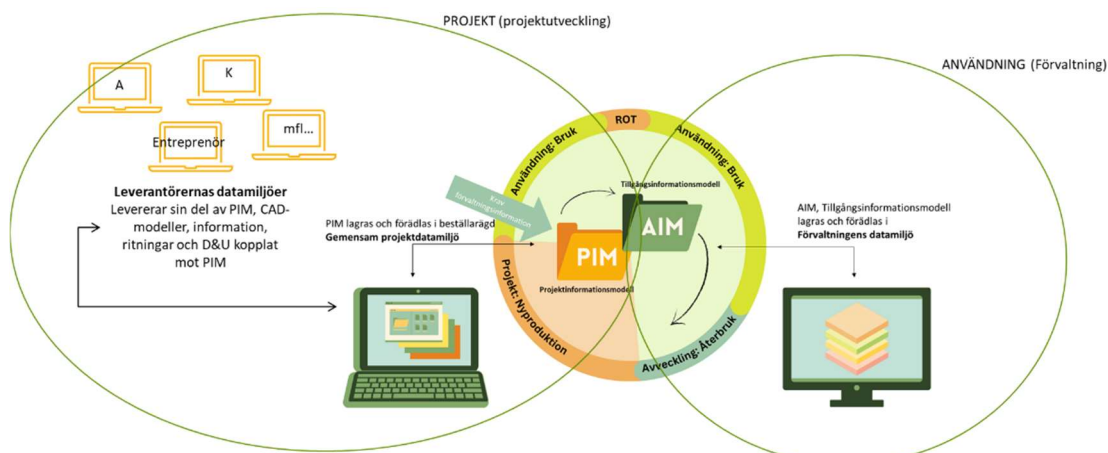 PROJEKT (projektutveckling)
ANVÄNDNING (Förvaltning)
A
K
Entreprenör
mfl...
Leverantörernas datamiljöer
Levererar sin del av PIM, CAD-
modeller, information,
ritningar och D&U kopplat
mot PIM
PIM lagras och förädlas i beställarägd
Gemensam projektdatamiljö
Krav
förvaltningsinformation
Användning: Bruk
ROT
Användning: Bruk
Tillgångsinformationsmodell
AIM
PIM
Projektinformationsmodell
Projekt: Nyproduktion
Avveckling: Återbruk
AIM, Tillgångsinformationsmodell
lagras och förädlas i
Förvaltningens datamiljö